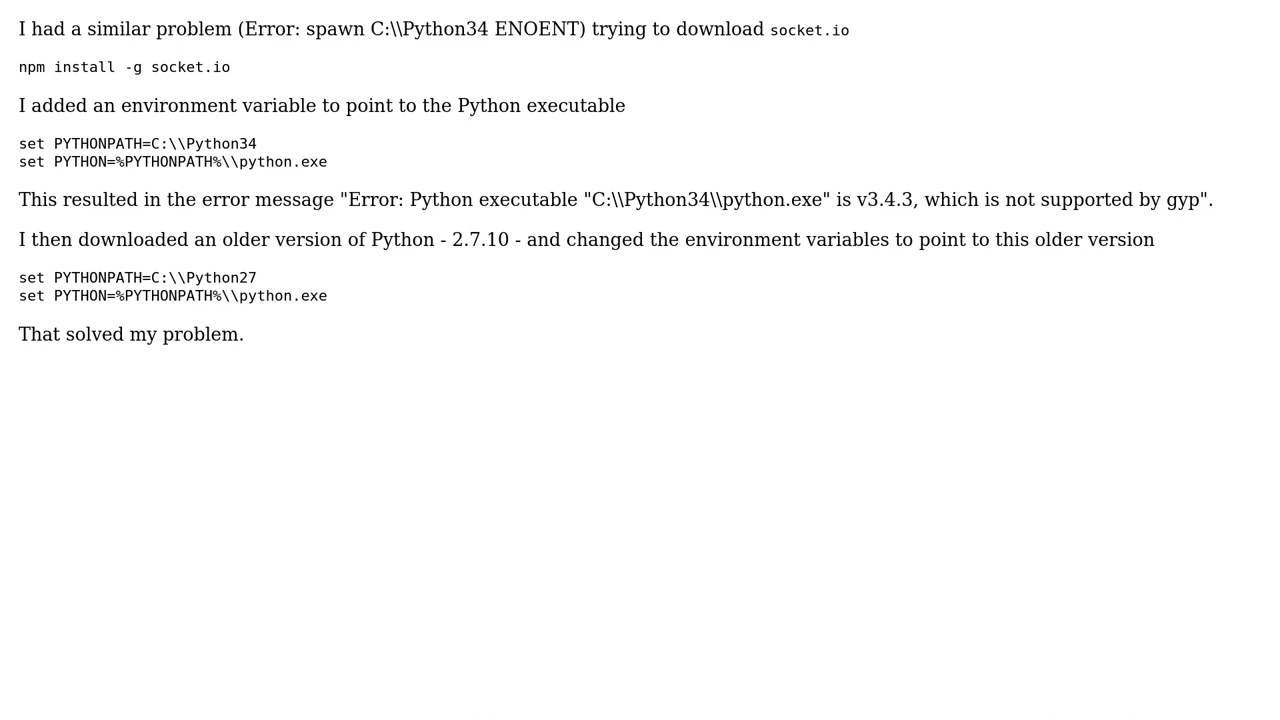 I had a similar problem (Error: spawn C:\\Python34 ENOENT) trying to download socket.io
npm install -g socket.io
I added an environment variable to point to the Python executable
set PYTHONPATH=C:\\Python34
set PYTHON=%PYTHONPATH%\\python.exe
This resulted in the error message "Error: Python executable "C:\\Python34\\python.exe" is v3.4.3, which is not supported by gyp".
I then downloaded an older version of Python - 2.7.10 - and changed the environment variables to point to this older version
set PYTHONPATH=C:\\Python27
set PYTHON=%PYTHONPATH%\\python.exe
That solved my problem.